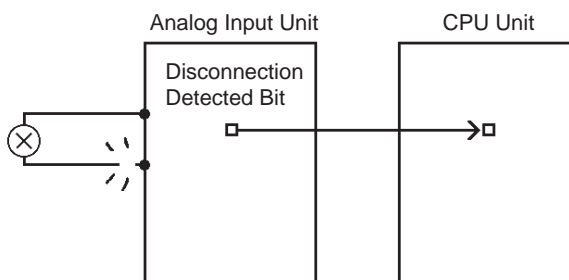 Analog Input Unit
CPU Unit
Disconnection
Detected Bit